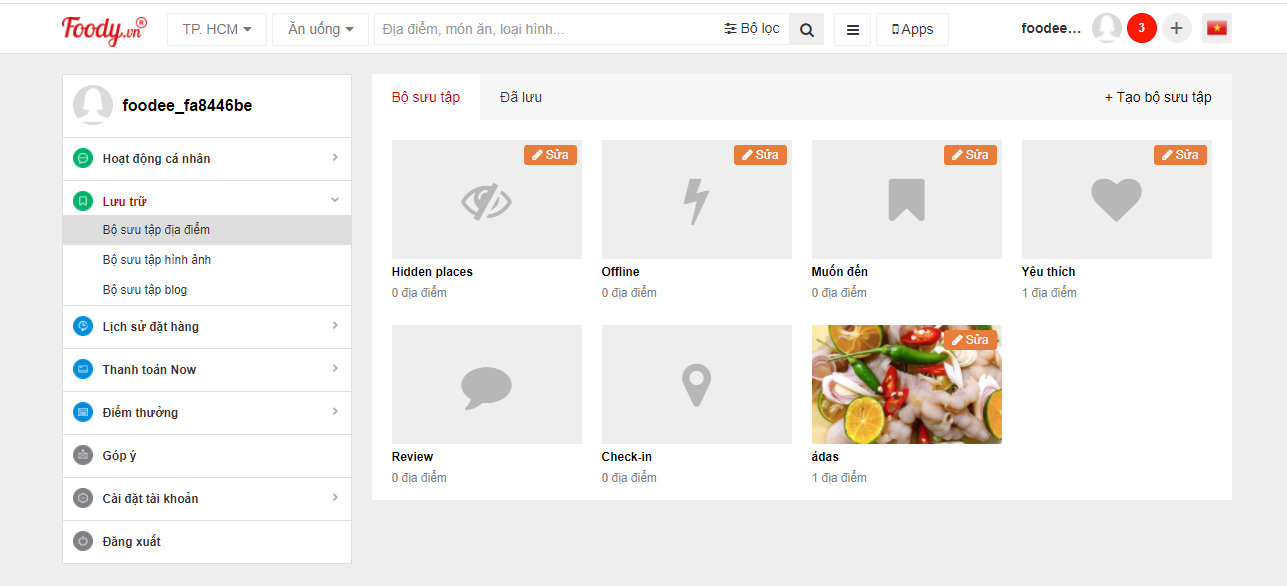 Foody.vn®
TP. HCM
Ăn uống
Địa điểm, món ăn, loại hình...
Bộ lọc
Apps
foodee...
3
foodee_fa8446be
Hoạt động cá nhân
Lưu trữ
Bộ sưu tập địa điểm
Bộ sưu tập hình ảnh
Bộ sưu tập blog
Lịch sử đặt hàng
Thanh toán Now
Điểm thưởng
Góp ý
Cài đặt tài khoản
Đăng xuất
Bộ sưu tập
Đã lưu
+ Tạo bộ sưu tập
Sửa
Sửa
Sửa
Sửa
Hidden places
0 địa điểm
Offline
0 địa điểm
Muốn đến
0 địa điểm
Yêu thích
1 địa điểm
Sửa
Review
0 địa điểm
Check-in
0 địa điểm
ádas
1 địa điểm